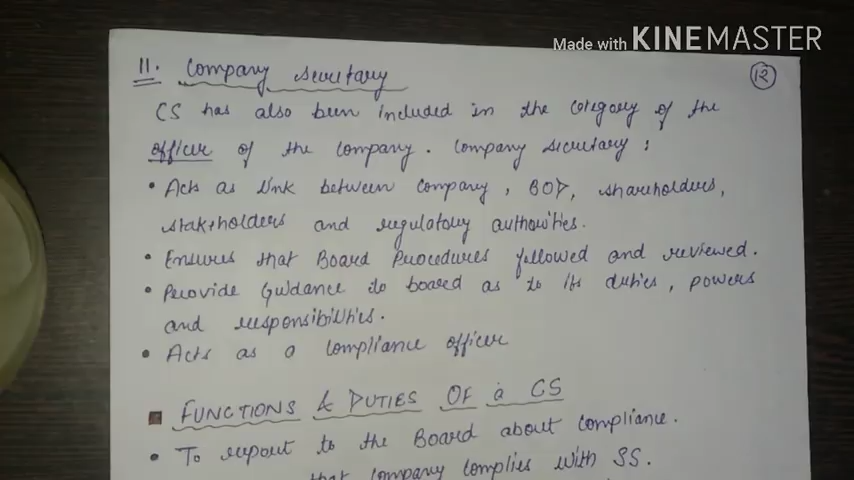 Made with KINEMASTER
11. Company Secretary
12
CS has also been included in the category of the
officer of the company. Company Secretary :
• Acts as link between company, BOD, shareholders,
stakholders and regulatory authorities.
• Ensures that Board Procedures followed and reviewed.
• Provide Guidance to board as to its duties, powers
and responsibilities.
• Acts as a compliance officer
FUNCTIONS & DUTIES OF a CS
• To report to the Board about compliance.
that company complies with SS.